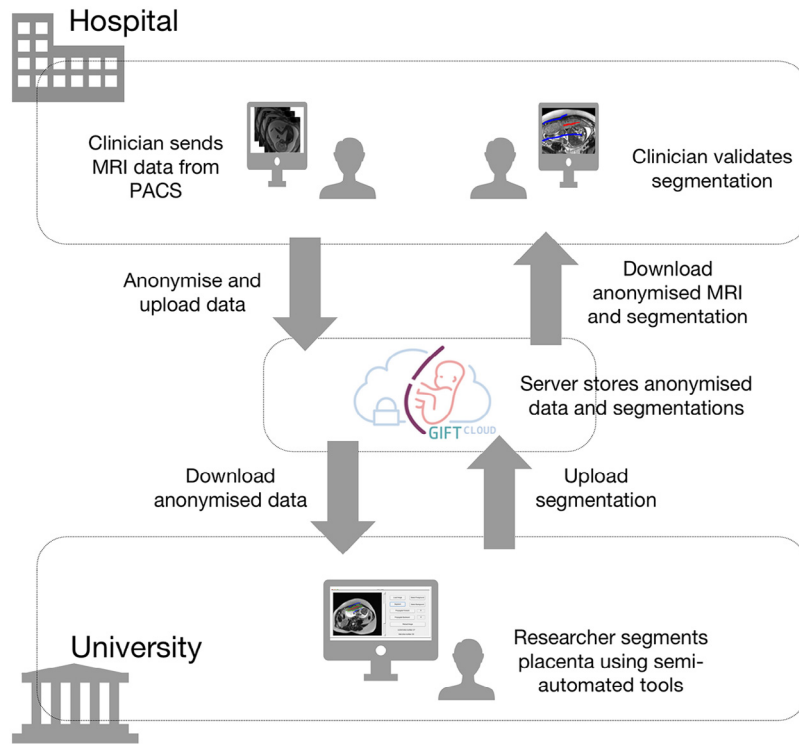 Hospital
Clinician sends
MRI data from
PACS
Clinician validates
segmentation
Anonymise and
upload data
Download
anonymised MRI
and segmentation
Server stores anonymised
data and segmentations
GIFTCLOUD
Download
anonymised data
Upload
segmentation
University
Researcher segments
placenta using semi-
automated tools